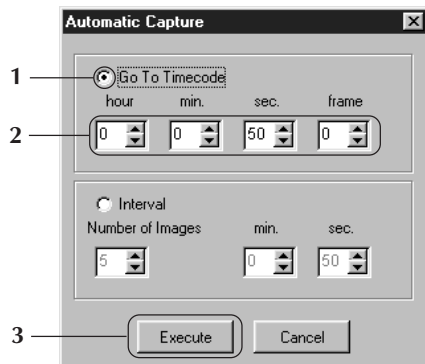 Automatic Capture
1
Go To Timecode
hour min. sec. frame
2
0 0 50 0
Interval
Number of Images min. sec.
5 0 50
3
Execute Cancel